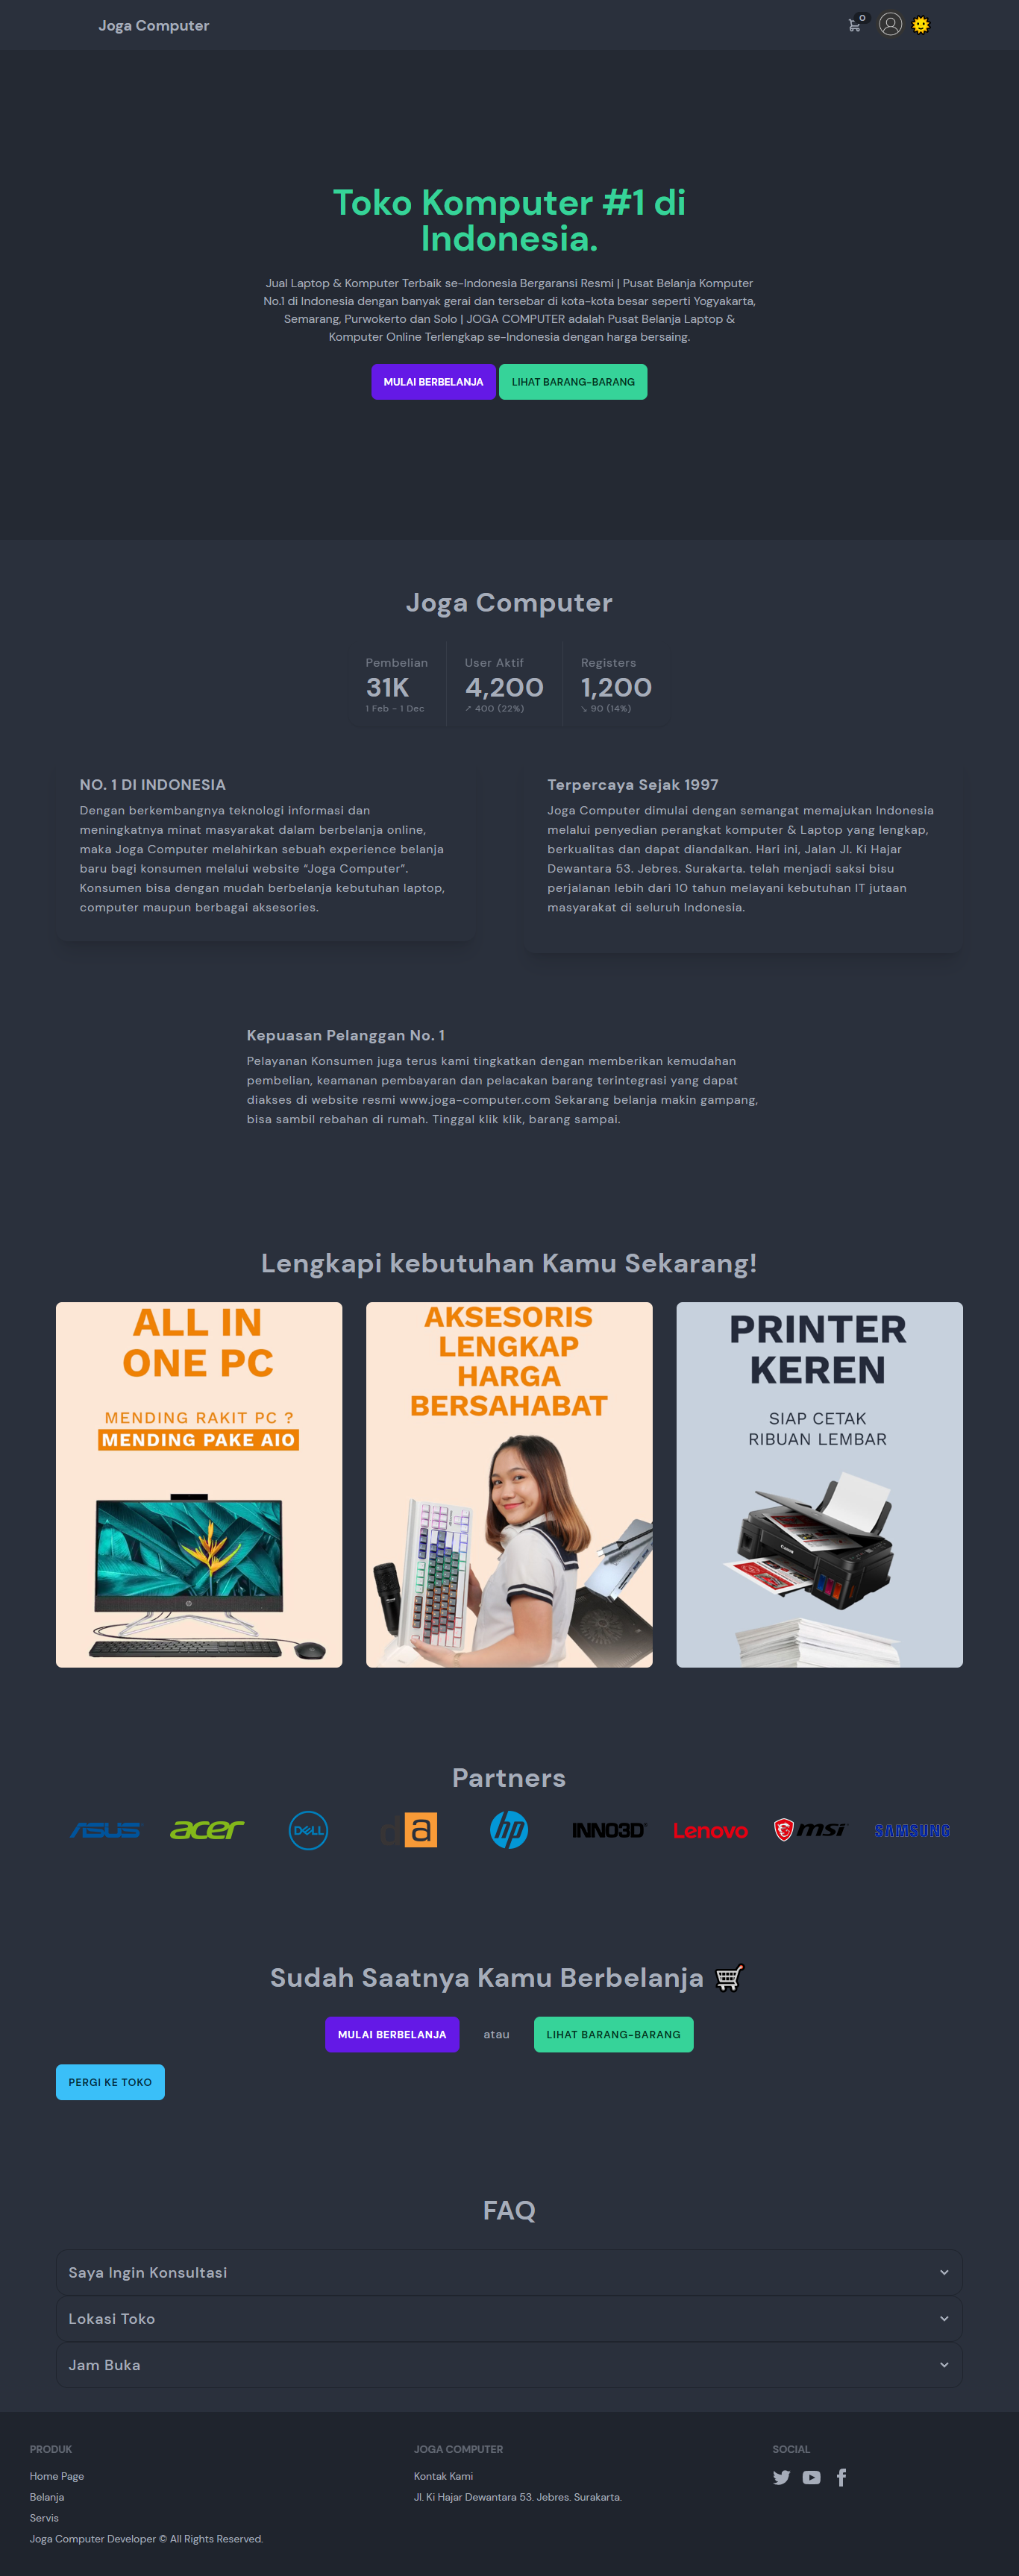 Joga Computer
0
Toko Komputer #1 di
Indonesia.
Jual Laptop & Komputer Terbaik se-Indonesia Bergaransi Resmi | Pusat Belanja Komputer
No.1 di Indonesia dengan banyak gerai dan tersebar di kota-kota besar seperti Yogyakarta,
Semarang, Purwokerto dan Solo | JOGA COMPUTER adalah Pusat Belanja Laptop &
Komputer Online Terlengkap se-Indonesia dengan harga bersaing.
MULAI BERBELANJA
LIHAT BARANG-BARANG
Joga Computer
Pembelian
31K
1 Feb - 1 Dec
User Aktif
4,200
↗ 400 (22%)
Registers
1,200
↘ 90 (14%)
NO. 1 DI INDONESIA
Dengan berkembangnya teknologi informasi dan
meningkatnya minat masyarakat dalam berbelanja online,
maka Joga Computer melahirkan sebuah experience belanja
baru bagi konsumen melalui website “Joga Computer”.
Konsumen bisa dengan mudah berbelanja kebutuhan laptop,
computer maupun berbagai aksesories.
Terpercaya Sejak 1997
Joga Computer dimulai dengan semangat memajukan Indonesia
melalui penyedian perangkat komputer & Laptop yang lengkap,
berkualitas dan dapat diandalkan. Hari ini, Jalan Jl. Ki Hajar
Dewantara 53. Jebres. Surakarta. telah menjadi saksi bisu
perjalanan lebih dari 10 tahun melayani kebutuhan IT jutaan
masyarakat di seluruh Indonesia.
Kepuasan Pelanggan No. 1
Pelayanan Konsumen juga terus kami tingkatkan dengan memberikan kemudahan
pembelian, keamanan pembayaran dan pelacakan barang terintegrasi yang dapat
diakses di website resmi www.joga-computer.com Sekarang belanja makin gampang,
bisa sambil rebahan di rumah. Tinggal klik klik, barang sampai.
Lengkapi kebutuhan Kamu Sekarang!
ALL IN
ONE PC
MENDING RAKIT PC ?
MENDING PAKE AIO
hp
AKSESORIS
LENGKAP
HARGA
BERSAHABAT
PRINTER
KEREN
SIAP CETAK
RIBUAN LEMBAR
Canon
Partners
ASUS
acer
DELL
da
hp
INNO3D
Lenovo
msi
SAMSUNG
Sudah Saatnya Kamu Berbelanja
MULAI BERBELANJA
atau
LIHAT BARANG-BARANG
PERGI KE TOKO
FAQ
Saya Ingin Konsultasi
Lokasi Toko
Jam Buka
PRODUK
Home Page
Belanja
Servis
Joga Computer Developer © All Rights Reserved.
JOGA COMPUTER
Kontak Kami
Jl. Ki Hajar Dewantara 53. Jebres. Surakarta.
SOCIAL